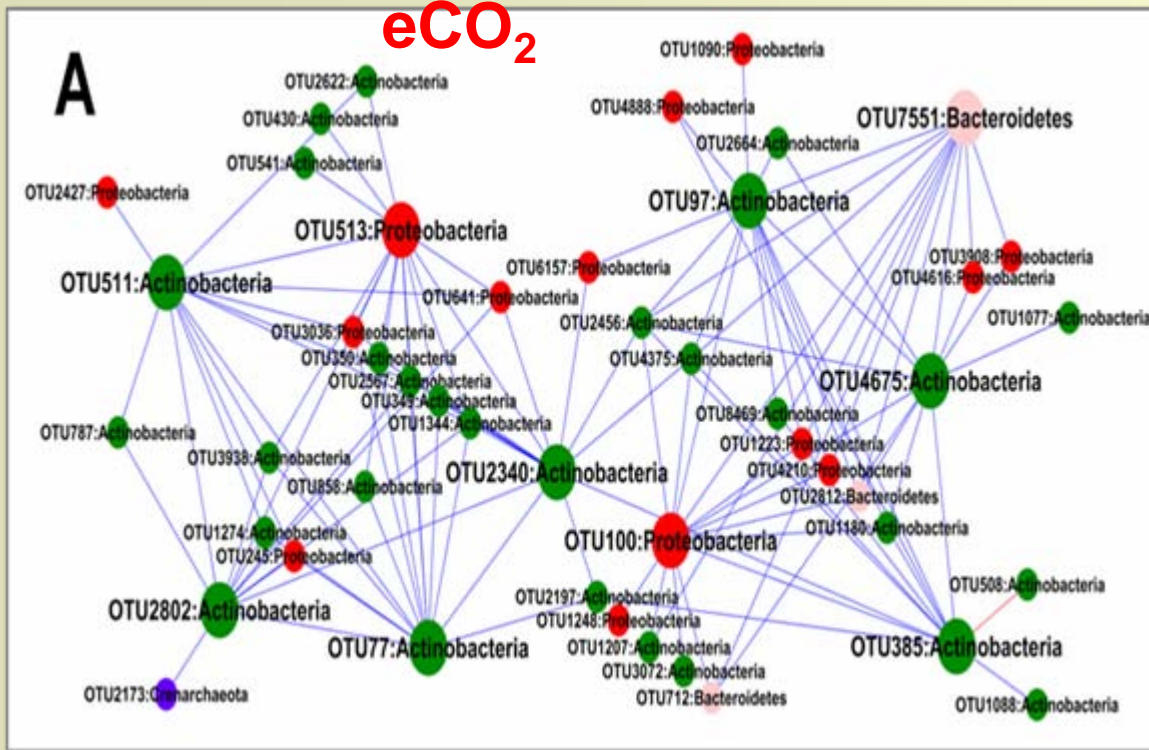 eCO2
A
OTU1090:Proteobacteria
OTU2622:Actinobacteria
OTU4888:Proteobacteria
OTU430:Actinobacteria
OTU7551:Bacteroidetes
OTU2664:Actinobacteria
OTU541:Actinobacteria
OTU2427:Proteobacteria
OTU97:Actinobacteria
OTU513:Proteobacteria
OTU3908:Proteobacteria
OTU6157:Proteobacteria
OTU4616:Proteobacteria
OTU511:Actinobacteria
OTU641:Proteobacteria
OTU1077:Actinobacteria
OTU2456:Actinobacteria
OTU3036:Proteobacteria
OTU350:Actinobacteria
OTU4375:Actinobacteria
OTU2567:Actinobacteria
OTU4675:Actinobacteria
OTU349:Actinobacteria
OTU8469:Actinobacteria
OTU1344:Actinobacteria
OTU787:Actinobacteria
OTU1223:Proteobacteria
OTU3938:Actinobacteria
OTU4210:Proteobacteria
OTU2340:Actinobacteria
OTU858:Actinobacteria
OTU2812:Bacteroidetes
OTU1180:Actinobacteria
OTU1274:Actinobacteria
OTU100:Proteobacteria
OTU245:Proteobacteria
OTU508:Actinobacteria
OTU2197:Actinobacteria
OTU2802:Actinobacteria
OTU1248:Proteobacteria
OTU77:Actinobacteria
OTU1207:Actinobacteria
OTU385:Actinobacteria
OTU3072:Actinobacteria
OTU2173:Crenarchaeota
OTU712:Bacteroidetes
OTU1088:Actinobacteria